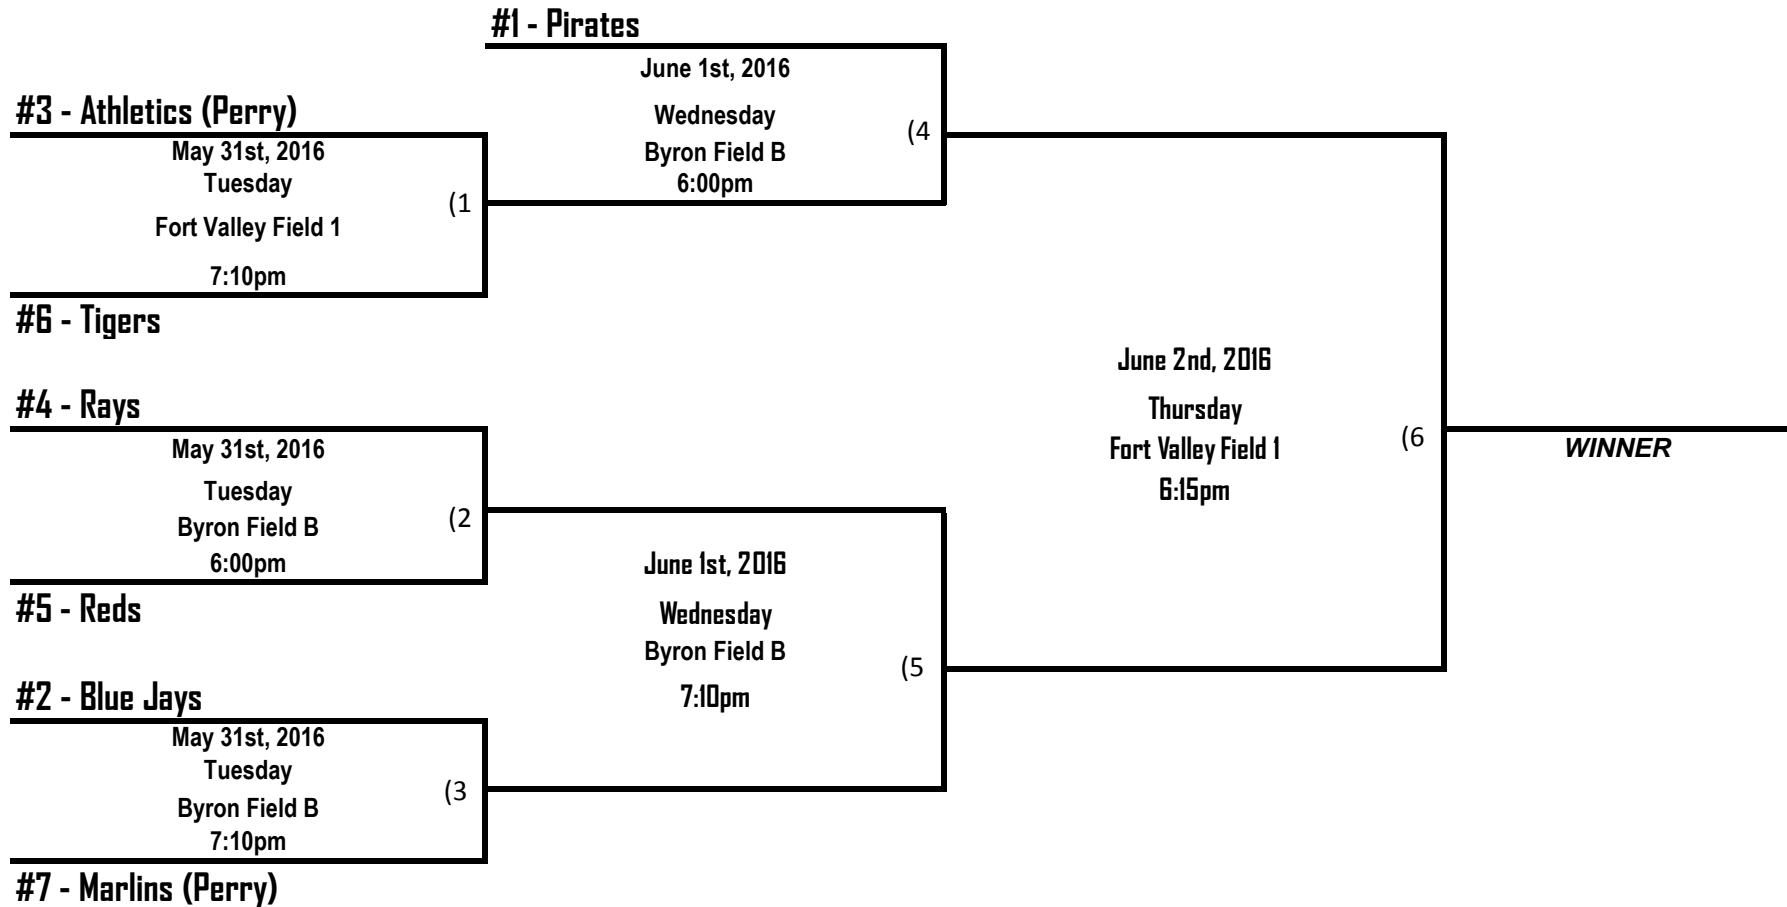 #1 - Pirates
June 1st, 2016
Wednesday
Byron Field B
6:00pm
(4
#3 - Athletics (Perry)
May 31st, 2016
Tuesday
Fort Valley Field 1
7:10pm
(1
#6 - Tigers
#4 - Rays
May 31st, 2016
Tuesday
Byron Field B
6:00pm
(2
#5 - Reds
June 1st, 2016
Wednesday
Byron Field B
7:10pm
(5
#2 - Blue Jays
May 31st, 2016
Tuesday
Byron Field B
7:10pm
(3
#7 - Marlins (Perry)
June 2nd, 2016
Thursday
Fort Valley Field 1
6:15pm
(6
WINNER